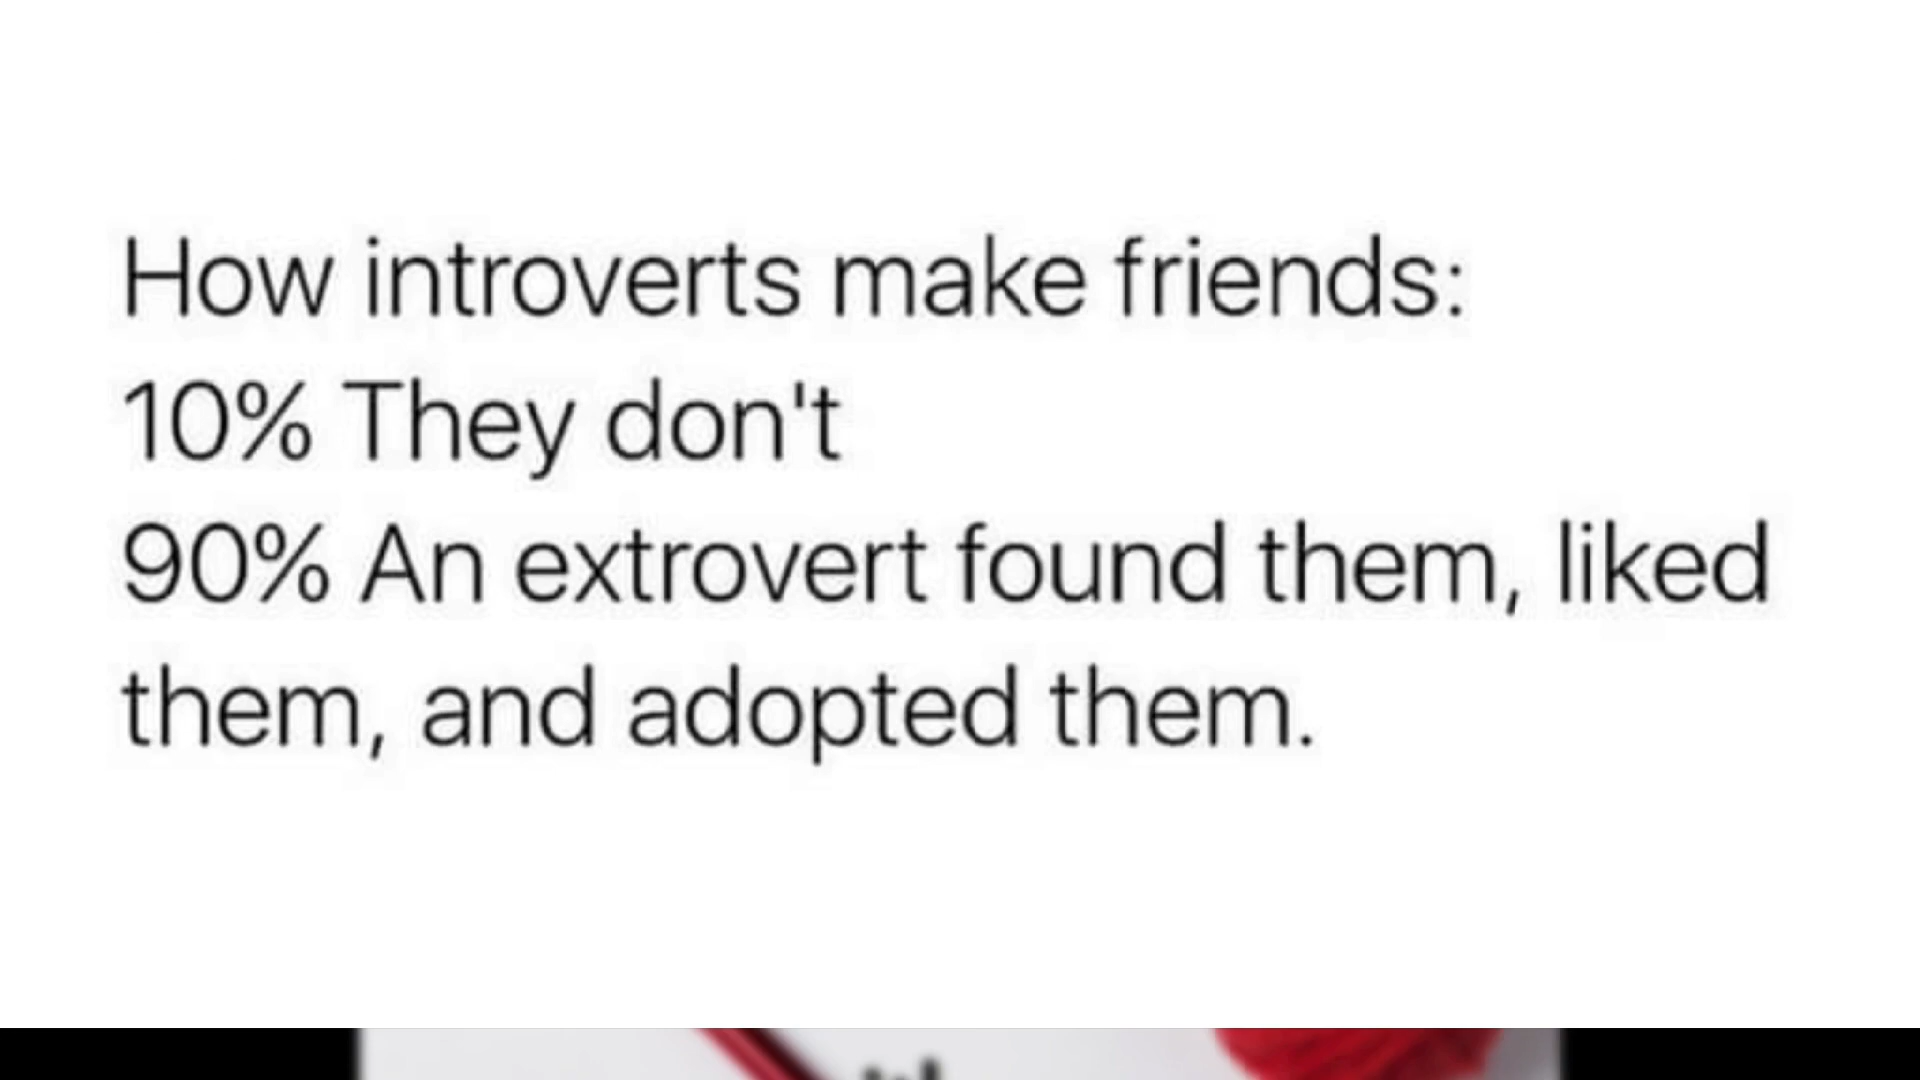 How introverts make friends:
10% They don't
90% An extrovert found them, liked
them, and adopted them.